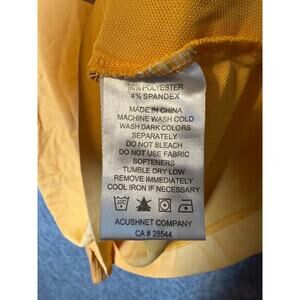 96% POLYESTER
4% SPANDEX
MADE IN CHINA
MACHINE WASH COLD
WASH DARK COLORS
SEPARATELY
DO NOT BLEACH
DO NOT USE FABRIC
SOFTENERS
TUMBLE DRY LOW
REMOVE IMMEDIATELY
COOL IRON IF NECESSARY
ACUSHNET COMPANY
CA # 28544